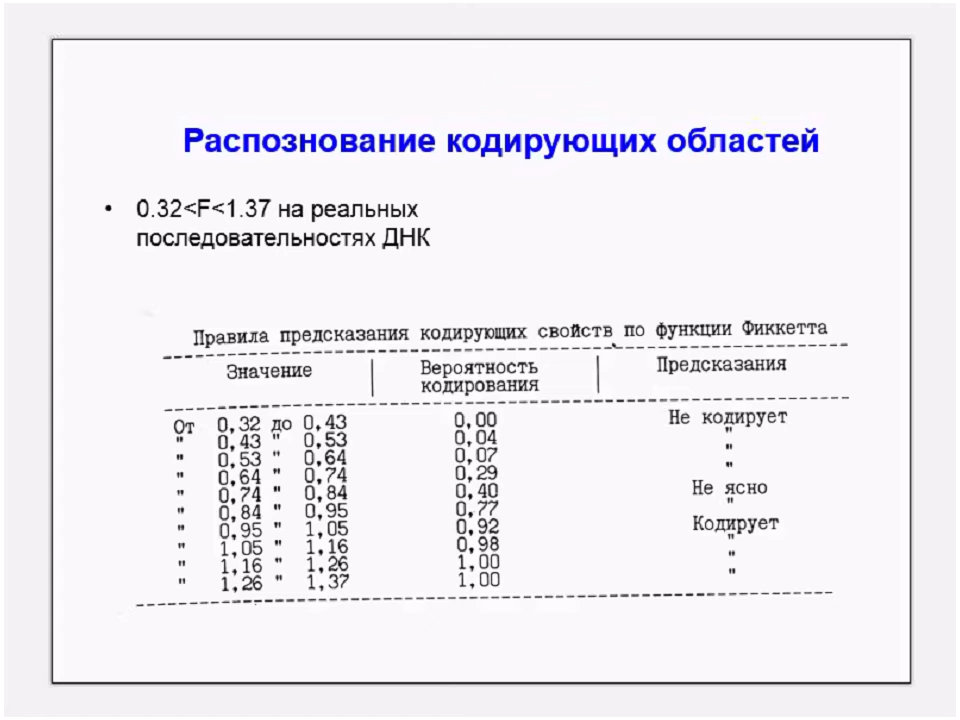 Распознование кодирующих областей
• 0.32<F<1.37 на реальных
последовательностях ДНК
Правила предсказания кодирующих свойств по функции Фиккетта
Значение | Вероятность кодирования | Предсказания
От 0,32 до 0,43 0,00 Не кодирует
" 0,43 " 0,53 0,04 "
" 0,53 " 0,64 0,07 "
" 0,64 " 0,74 0,29 "
" 0,74 " 0,84 0,40 Не ясно
" 0,84 " 0,95 0,77 "
" 0,95 " 1,05 0,92 Кодирует
" 1,05 " 1,16 0,98 "
" 1,16 " 1,26 1,00 "
" 1,26 " 1,37 1,00 "